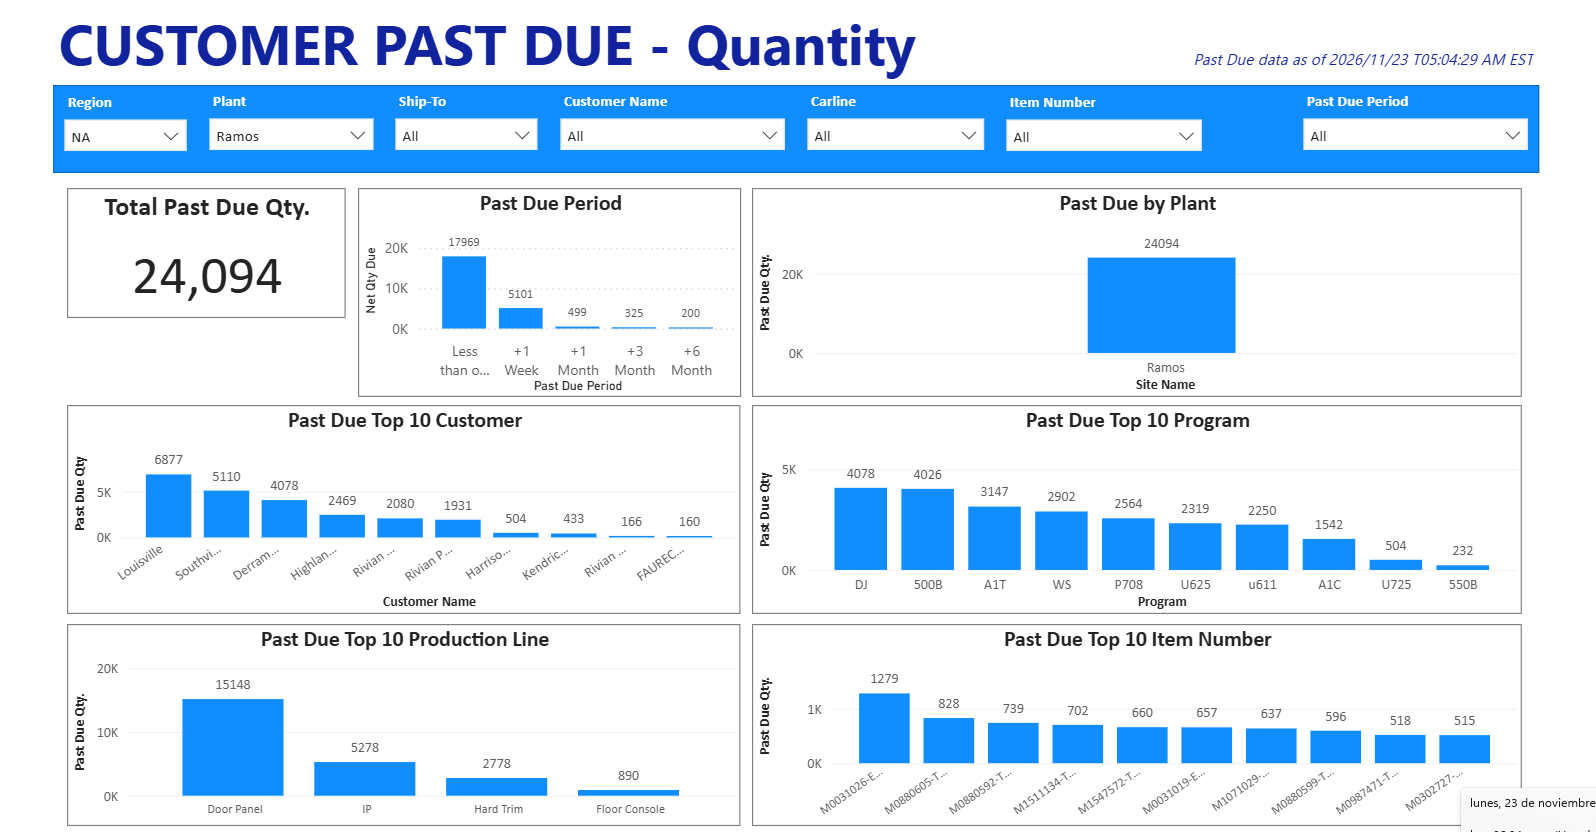 CUSTOMER PAST DUE - Quantity
Past Due data as of 2026/11/23 T05:04:29 AM EST
Region
Plant
Ship-To
Customer Name
Carline
Item Number
Past Due Period
NA
Ramos
All
All
All
All
All
Total Past Due Qty.
24,094
Past Due Period
Net Qty Due
20K
10K
0K
17969
5101
499
325
200
Less than o...
+1 Week
+1 Month
+3 Month
+6 Month
Past Due Period
Past Due by Plant
Past Due Qty.
20K
0K
24094
Ramos
Site Name
Past Due Top 10 Customer
Past Due Qty
5K
0K
6877
5110
4078
2469
2080
1931
504
433
166
160
Louisville
Southvi...
Derram...
Highlan...
Rivian ...
Rivian P...
Harriso...
Kendric...
Rivian ...
FAUREC...
Customer Name
Past Due Top 10 Program
Past Due Qty
5K
0K
4078
4026
3147
2902
2564
2319
2250
1542
504
232
DJ
500B
A1T
WS
P708
U625
u611
A1C
U725
550B
Program
Past Due Top 10 Production Line
Past Due Qty.
20K
10K
0K
15148
5278
2778
890
Door Panel
IP
Hard Trim
Floor Console
Past Due Top 10 Item Number
Past Due Qty.
1K
0K
1279
828
739
702
660
657
637
596
518
515
M0031026-E...
M0880605-T...
M0880592-T...
M1511134-T...
M1547572-T...
M0031019-E...
M1071029-...
M0880599-T...
M0987471-T...
M0302727-...
lunes, 23 de noviembre